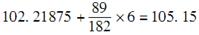 102. 21875 + 89/182 × 6 = 105. 15